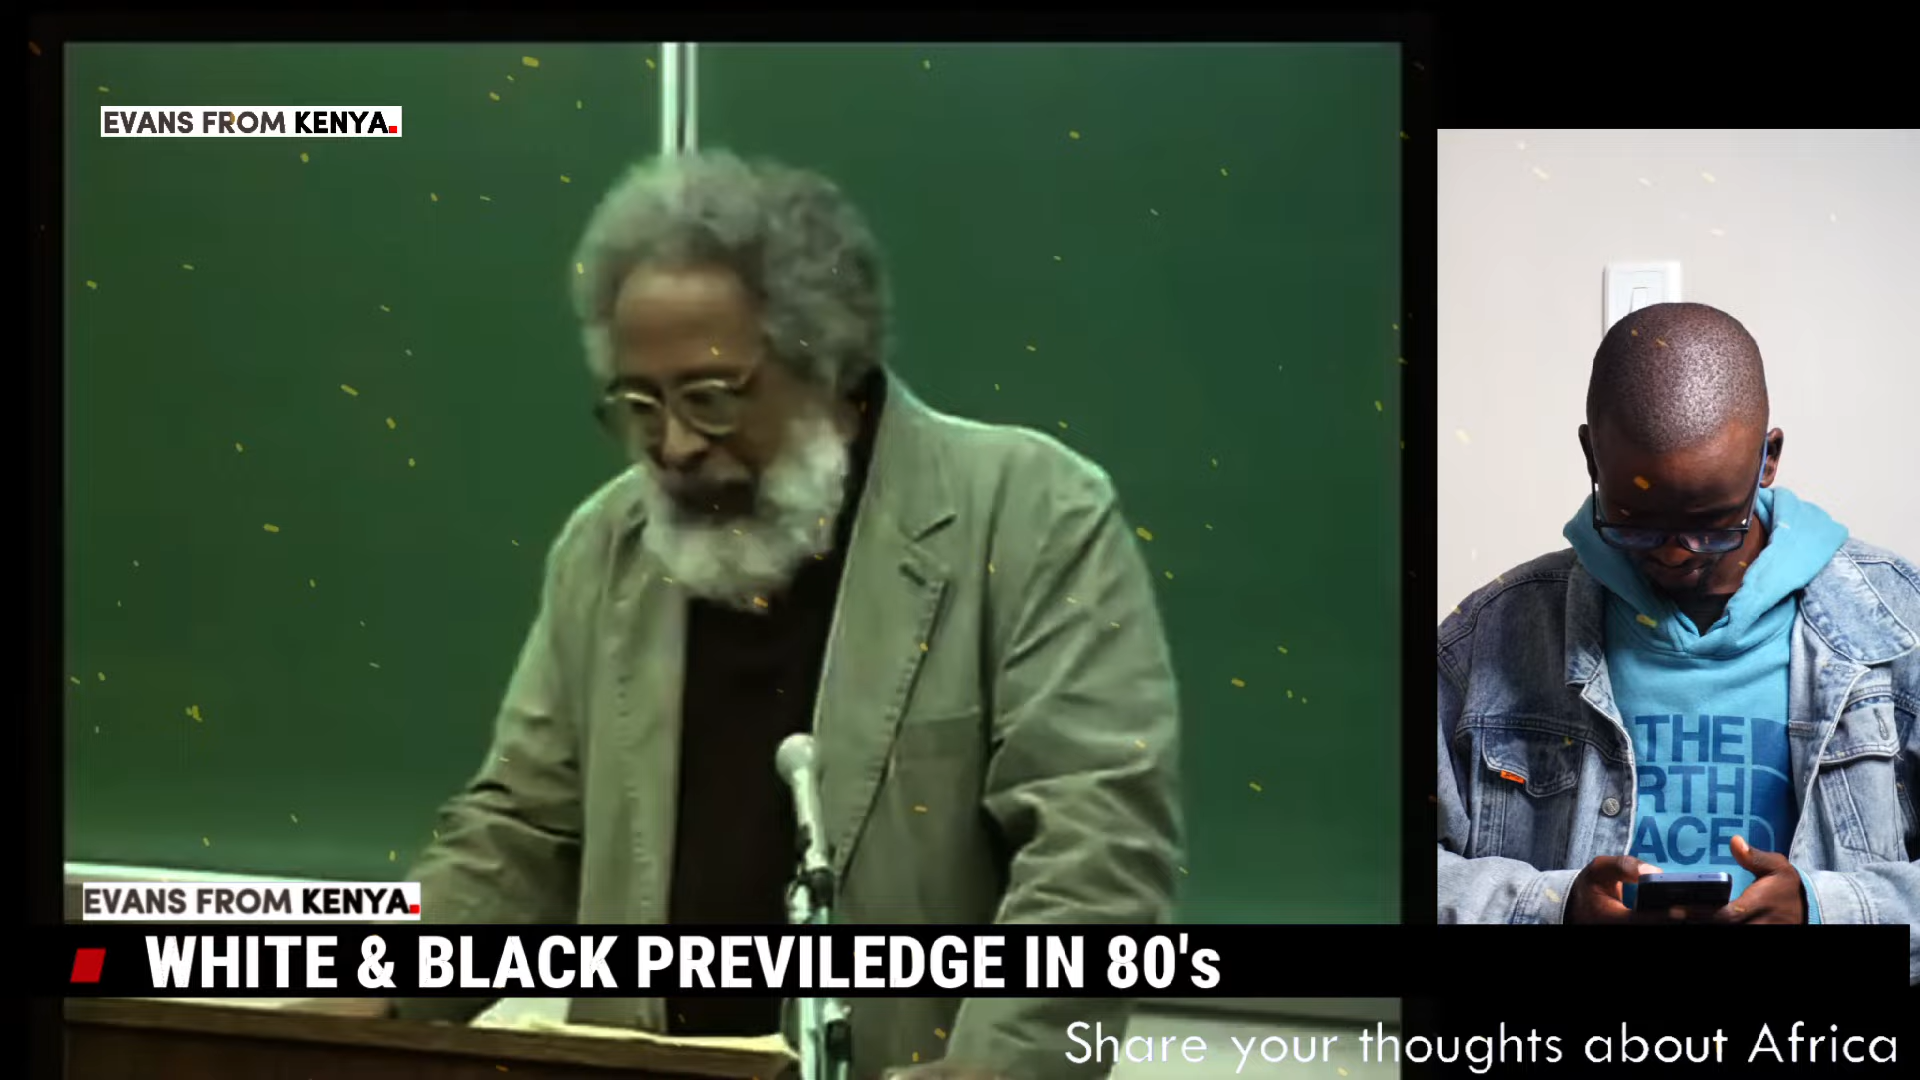 EVANS FROM KENYA.
THE
RTH
ACE
EVANS FROM KENYA.
WHITE & BLACK PREVILEDGE IN 80's
Share your thoughts about Africa